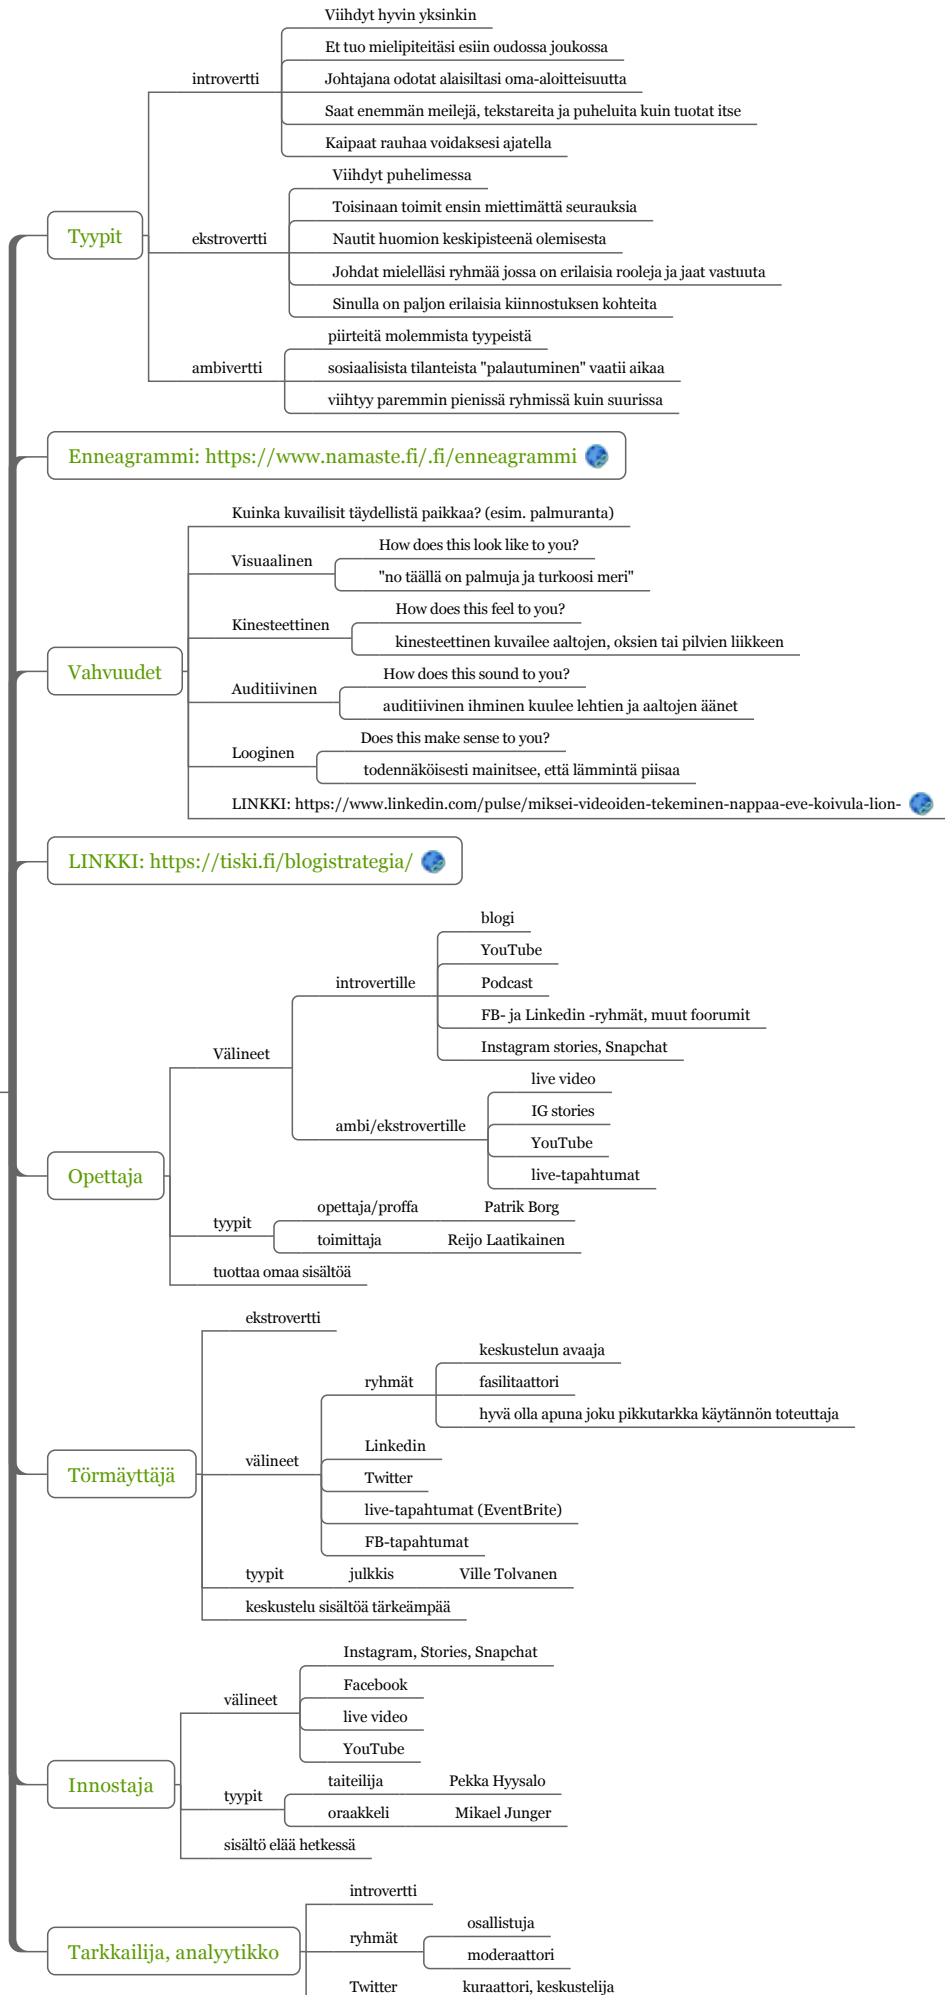 Tyypit
introvertti
Viihdyt hyvin yksinkin
Et tuo mielipiteitäsi esiin oudossa joukossa
Johtajana odotat alaisiltasi oma-aloitteisuutta
Saat enemmän meilejä, tekstareita ja puheluita kuin tuotat itse
Kaipaat rauhaa voidaksesi ajatella
ekstrovertti
Viihdyt puhelimessa
Toisinaan toimit ensin miettimättä seurauksia
Nautit huomion keskipisteenä olemisesta
Johdat mielelläsi ryhmää jossa on erilaisia rooleja ja jaat vastuuta
Sinulla on paljon erilaisia kiinnostuksen kohteita
ambivertti
piirteitä molemmista tyypeistä
sosiaalisista tilanteista "palautuminen" vaatii aikaa
viihtyy paremmin pienissä ryhmissä kuin suurissa
Enneagrammi: https://www.namaste.fi/.fi/enneagrammi
Vahvuudet
Kuinka kuvailisit täydellistä paikkaa? (esim. palmuranta)
Visuaalinen
How does this look like to you?
"no täällä on palmuja ja turkoosi meri"
Kinesteettinen
How does this feel to you?
kinesteettinen kuvailee aaltojen, oksien tai pilvien liikkeen
Auditiivinen
How does this sound to you?
auditiivinen ihminen kuulee lehtien ja aaltojen äänet
Looginen
Does this make sense to you?
todennäköisesti mainitsee, että lämmintä piisaa
LINKKI: https://www.linkedin.com/pulse/miksei-videoiden-tekeminen-nappaa-eve-koivula-lion-
LINKKI: https://tiski.fi/blogistrategia/
Opettaja
Välineet
introvertille
blogi
YouTube
Podcast
FB- ja Linkedin -ryhmät, muut foorumit
Instagram stories, Snapchat
ambi/ekstrovertille
live video
IG stories
YouTube
live-tapahtumat
tyypit
opettaja/proffa
Patrik Borg
toimittaja
Reijo Laatikainen
tuottaa omaa sisältöä
Törmäyttäjä
ekstrovertti
välineet
ryhmät
keskustelun avaaja
fasilitaattori
hyvä olla apuna joku pikkutarkka käytännön toteuttaja
Linkedin
Twitter
live-tapahtumat (EventBrite)
FB-tapahtumat
tyypit
julkkis
Ville Tolvanen
keskustelu sisältöä tärkeämpää
Innostaja
välineet
Instagram, Stories, Snapchat
Facebook
live video
YouTube
tyypit
taiteilija
Pekka Hyysalo
oraakkeli
Mikael Junger
sisältö elää hetkessä
Tarkkailija, analyytikko
introvertti
ryhmät
osallistuja
moderaattori
Twitter
kuraattori, keskustelija